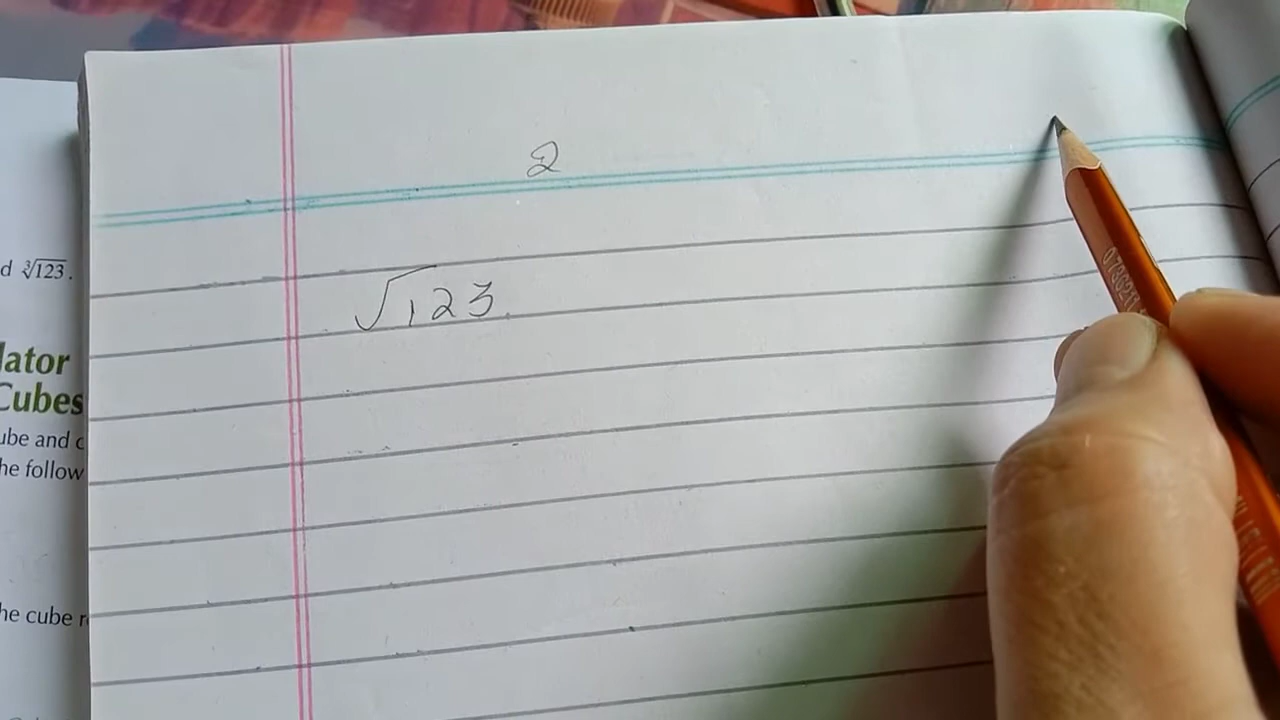 2
√123
d ∛123.
lator
Cubes
ube and c
he follow
he cube r